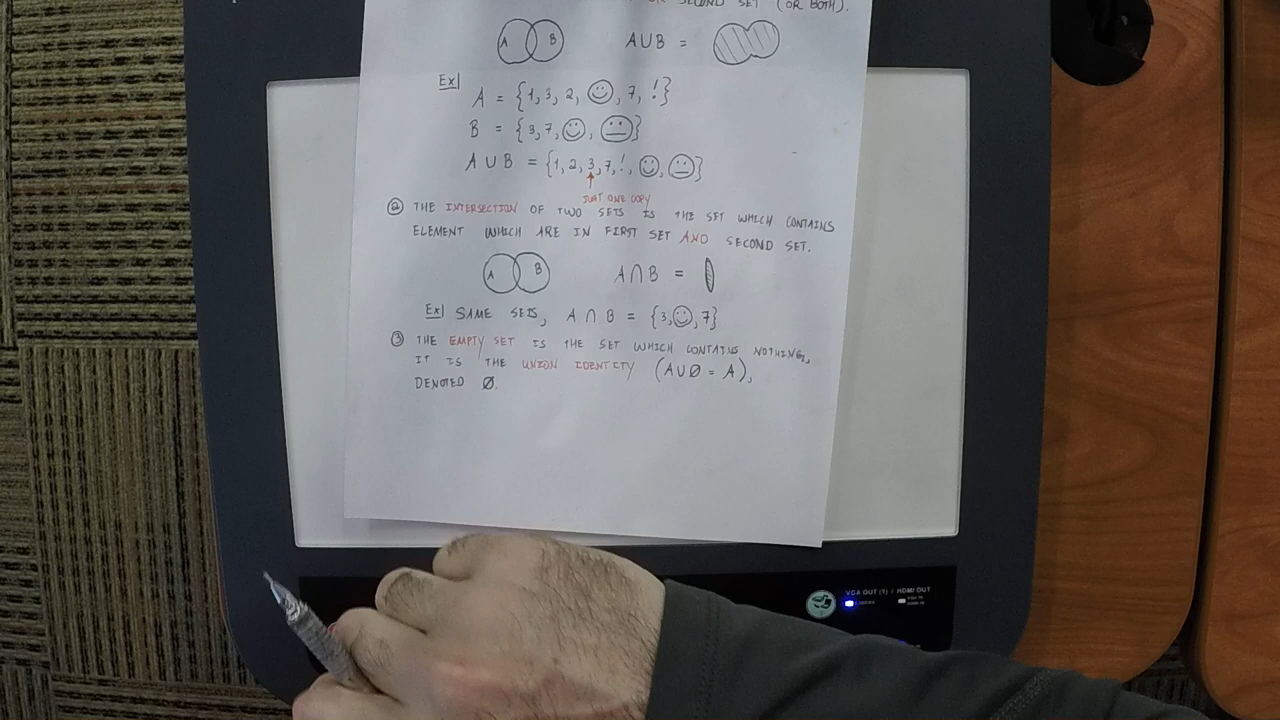 OR SECOND SET (OR BOTH).
A B A∪B =
Ex
A = {1, 3, 2, ☺, 7, !}
B = {3, 7, ☺, 😐}
A ∪ B = {1, 2, 3, 7, !, ☺, 😐}
JUST ONE COPY
② THE INTERSECTION OF TWO SETS IS THE SET WHICH CONTAINS
ELEMENT WHICH ARE IN FIRST SET AND SECOND SET.
A B A∩B =
Ex SAME SETS, A ∩ B = {3, ☺, 7}
③ THE EMPTY SET IS THE SET WHICH CONTAINS NOTHING,
IT IS THE UNION IDENTITY (A∪Ø = A),
DENOTED Ø.
VGA OUT (1) / HDMI OUT